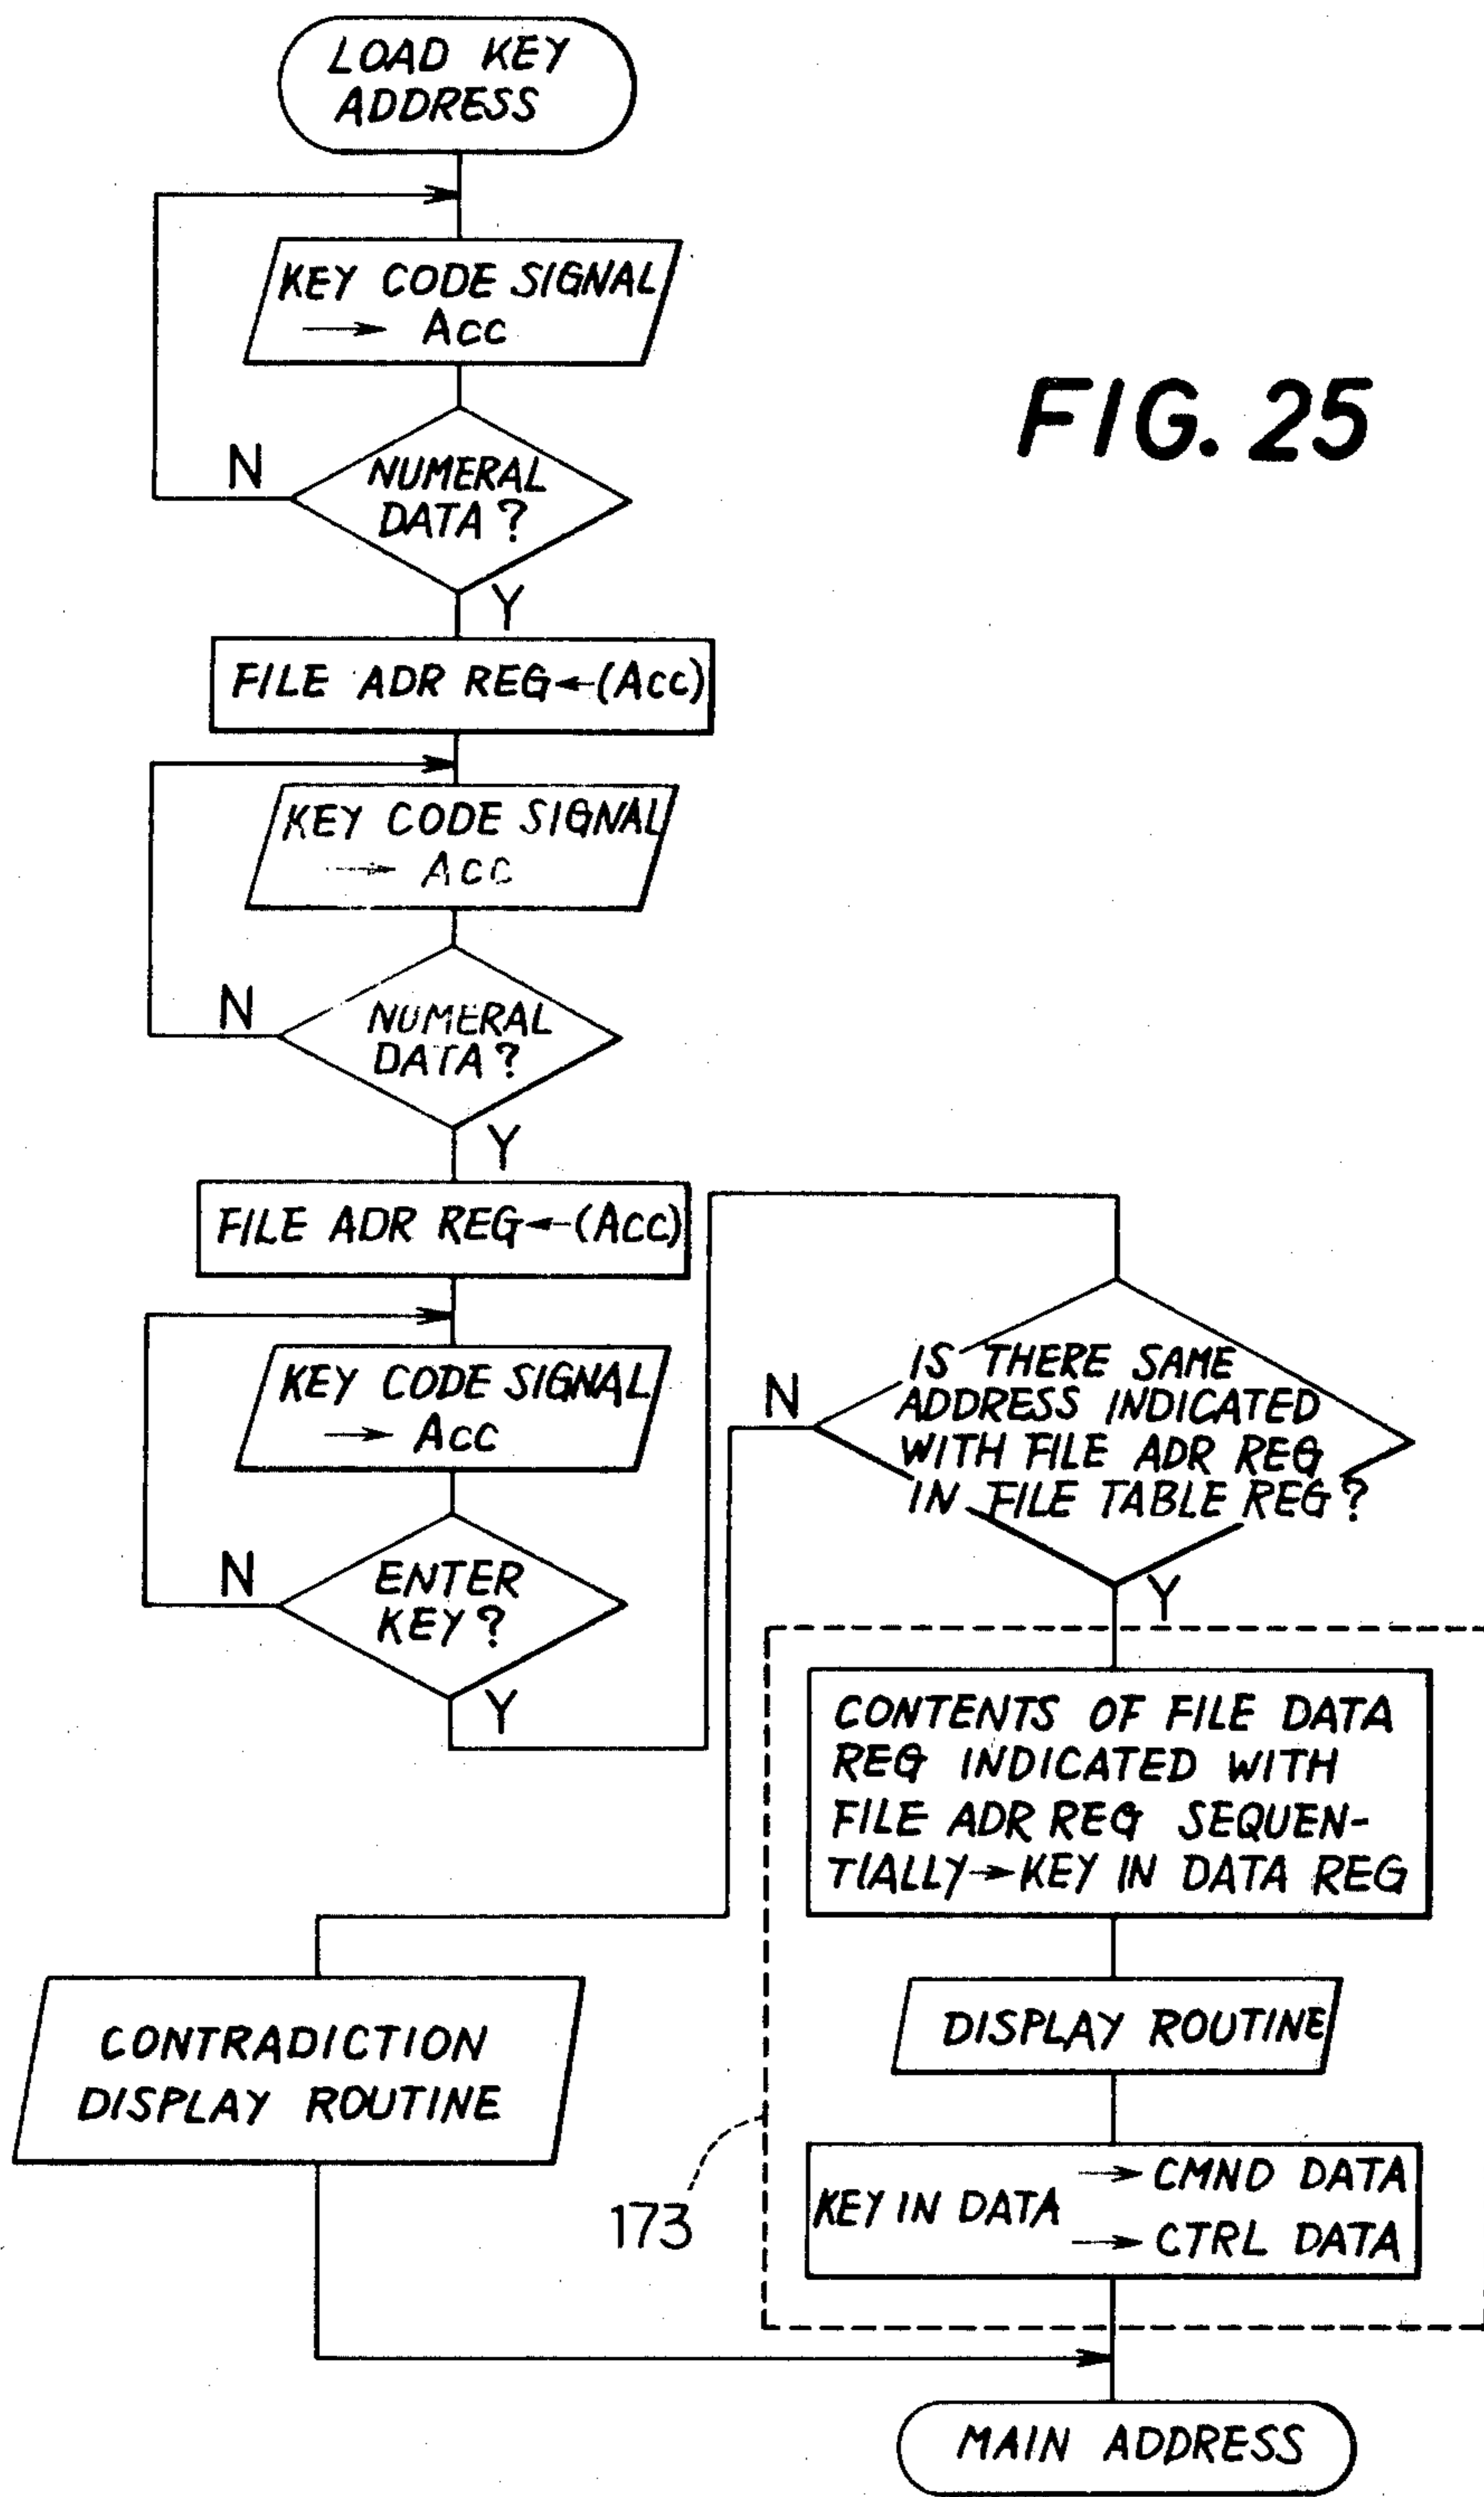 LOAD KEY
ADDRESS
KEY CODE SIGNAL
→ ACC
FIG. 25
N
NUMERAL
DATA?
Y
FILE ADR REG←(ACC)
KEY CODE SIGNAL
→ ACC
N
NUMERAL
DATA?
Y
FILE ADR REG←(ACC)
KEY CODE SIGNAL
→ ACC
N
ENTER
KEY?
Y
N
IS THERE SAME
ADDRESS INDICATED
WITH FILE ADR REG
IN FILE TABLE REG?
Y
CONTENTS OF FILE DATA
REG INDICATED WITH
FILE ADR REG SEQUEN-
TIALLY→KEY IN DATA REG
CONTRADICTION
DISPLAY ROUTINE
DISPLAY ROUTINE
173
KEY IN DATA
→ CMND DATA
→ CTRL DATA
MAIN ADDRESS